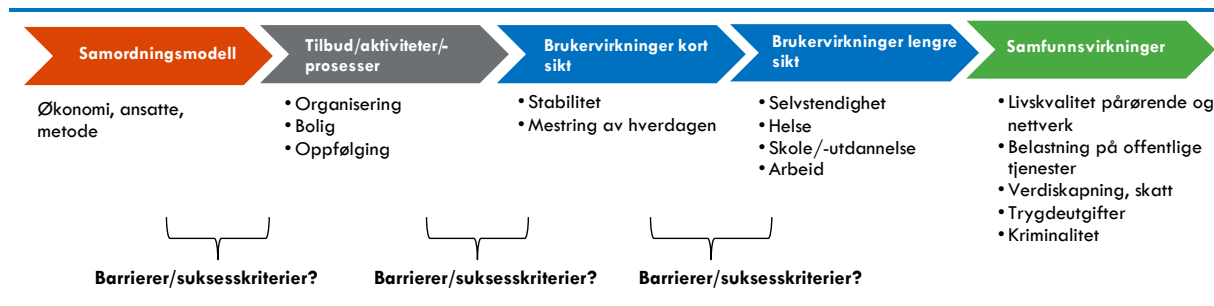 Samordningsmodell
Tilbud/aktiviteter/-
prosesser
Brukervirkninger kort
sikt
Brukervirkninger lengre
sikt
Samfunnsvirkninger
Økonomi, ansatte,
metode
• Organisering
• Bolig
• Oppfølging
• Stabilitet
• Mestring av hverdagen
• Selvstendighet
• Helse
• Skole/-utdannelse
• Arbeid
• Livskvalitet pårørende og
nettverk
• Belastning på offentlige
tjenester
• Verdiskapning, skatt
• Trygdeutgifter
• Kriminalitet
Barrierer/suksesskriterier?
Barrierer/suksesskriterier?
Barrierer/suksesskriterier?